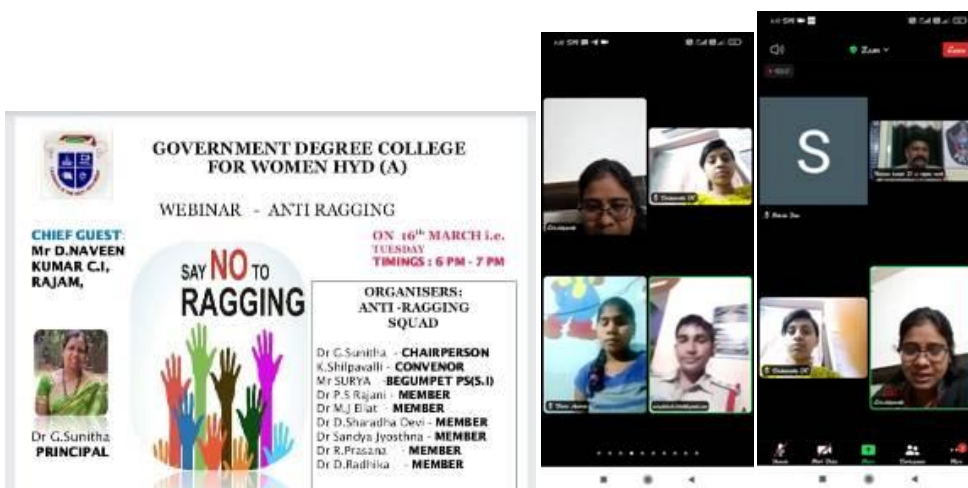 GOVERNMENT DEGREE COLLEGE
FOR WOMEN HYD (A)
WEBINAR - ANTI RAGGING
CHIEF GUEST:
Mr D.NAVEEN
KUMAR C.I,
RAJAM,
ON 16th MARCH i.e.
TUESDAY
TIMINGS : 6 PM - 7 PM
SAY NO TO
RAGGING
ORGANISERS:
ANTI -RAGGING
SQUAD
Dr G.Sunitha - CHAIRPERSON
K.Shilpavalli - CONVENOR
Mr SURYA -BEGUMPET PS(S.I)
Dr P.S Rajani - MEMBER
Dr M.J Ellat - MEMBER
Dr D.Sharadha Devi - MEMBER
Dr Sandya Jyosthna - MEMBER
Dr R.Prasana - MEMBER
Dr D.Radhika - MEMBER
Dr G.Sunitha
PRINCIPAL
Zoom
Leave
S